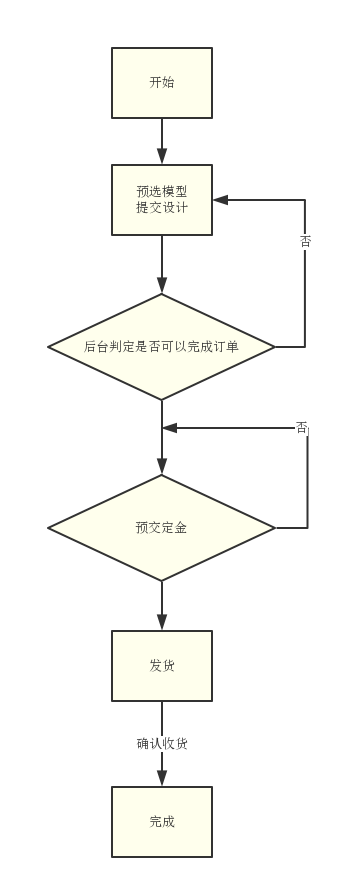 开始
预选模型
提交设计
否
后台判定是否可以完成订单
否
预交定金
发货
确认收货
完成